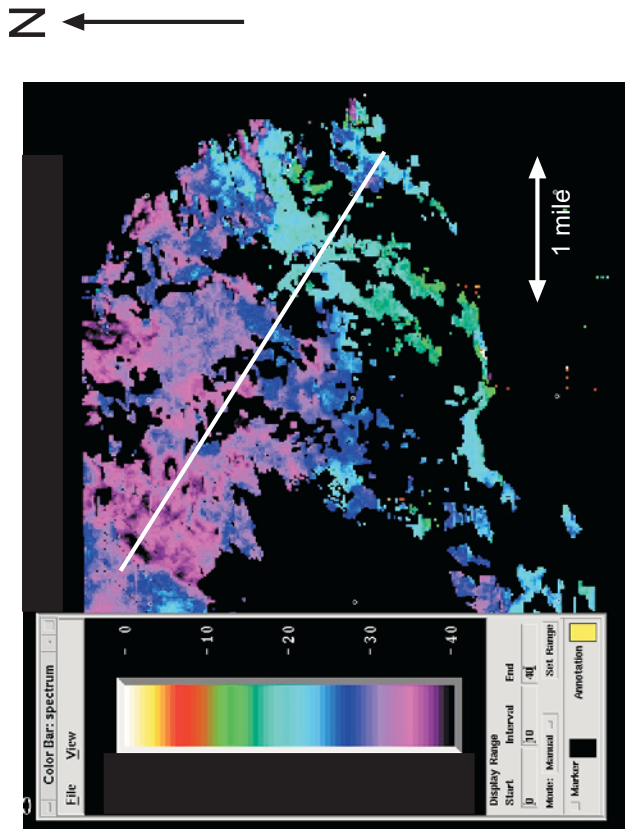 N
1 mile
Color Bar: spectrum
File View
- 0
- 10
- 20
- 30
- 40
Display Range
Start Interval End
0 10 40
Mode: Manual Set Range
Marker Annotation